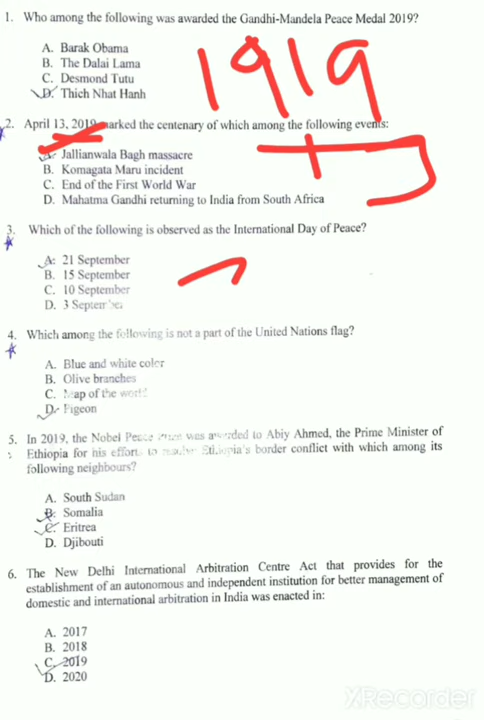 1. Who among the following was awarded the Gandhi-Mandela Peace Medal 2019?
A. Barak Obama
B. The Dalai Lama
C. Desmond Tutu
D. Thich Nhat Hanh
1919
2. April 13, 2019 marked the centenary of which among the following events:
A. Jallianwala Bagh massacre
B. Komagata Maru incident
C. End of the First World War
D. Mahatma Gandhi returning to India from South Africa
3. Which of the following is observed as the International Day of Peace?
A. 21 September
B. 15 September
C. 10 September
D. 3 September
4. Which among the following is not a part of the United Nations flag?
A. Blue and white color
B. Olive branches
C. Map of the world
D. Pigeon
5. In 2019, the Nobel Peace prize was awarded to Abiy Ahmed, the Prime Minister of
Ethiopia for his efforts to resolve Ethiopia's border conflict with which among its
following neighbours?
A. South Sudan
B. Somalia
C. Eritrea
D. Djibouti
6. The New Delhi International Arbitration Centre Act that provides for the
establishment of an autonomous and independent institution for better management of
domestic and international arbitration in India was enacted in:
A. 2017
B. 2018
C. 2019
D. 2020
XRecorder